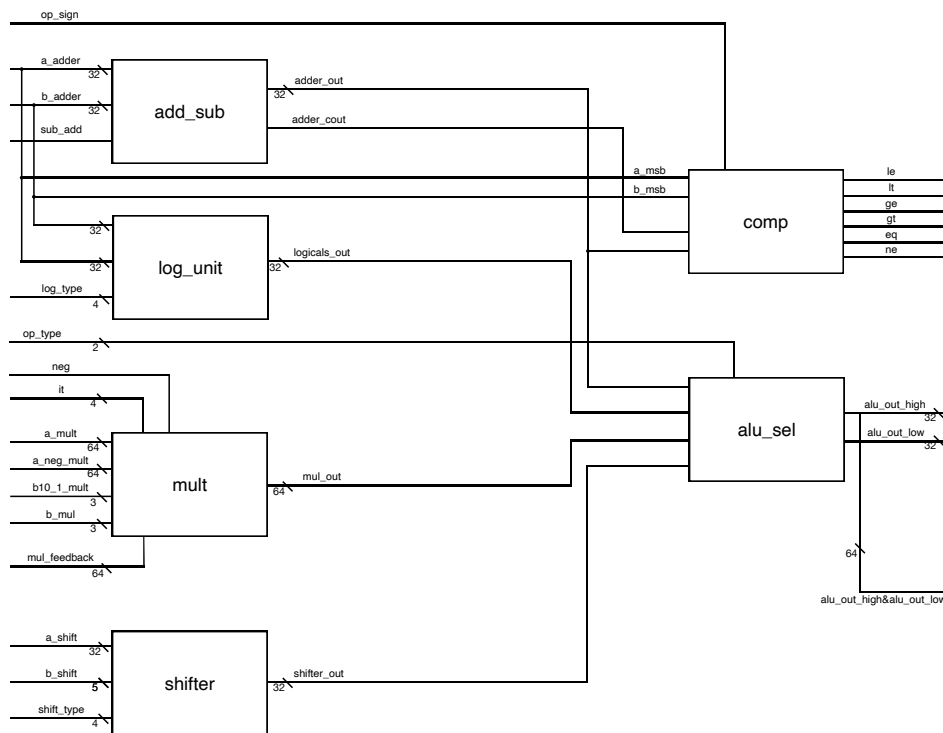 op_sign
a_adder
32
b_adder
32
sub_add
add_sub
adder_out
32
adder_cout
a_msb
b_msb
comp
le
lt
ge
gt
eq
ne
32
32
log_type
4
log_unit
logicals_out
32
op_type
2
neg
it
4
a_mult
64
a_neg_mult
64
b10_1_mult
3
b_mul
3
mul_feedback
64
mult
mul_out
64
alu_sel
alu_out_high
32
alu_out_low
32
64
alu_out_high&alu_out_low
a_shift
32
b_shift
5
shift_type
4
shifter
shifter_out
32